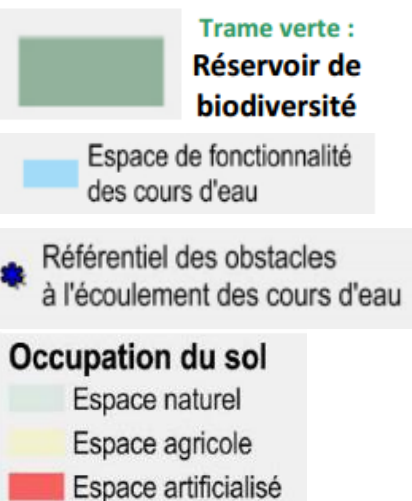 Trame verte :
Réservoir de
biodiversité
Espace de fonctionnalité
des cours d'eau
Référentiel des obstacles
à l'écoulement des cours d'eau
Occupation du sol
Espace naturel
Espace agricole
Espace artificialisé